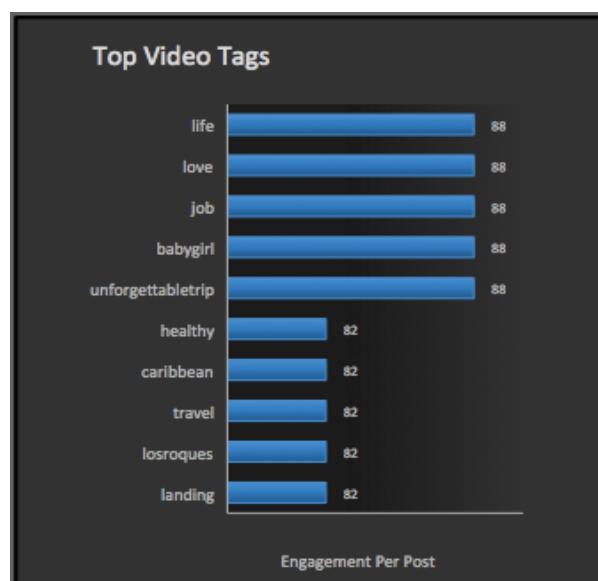 Top Video Tags
life 88
love 88
job 88
babygirl 88
unforgettabletrip 88
healthy 82
caribbean 82
travel 82
losroques 82
landing 82
Engagement Per Post